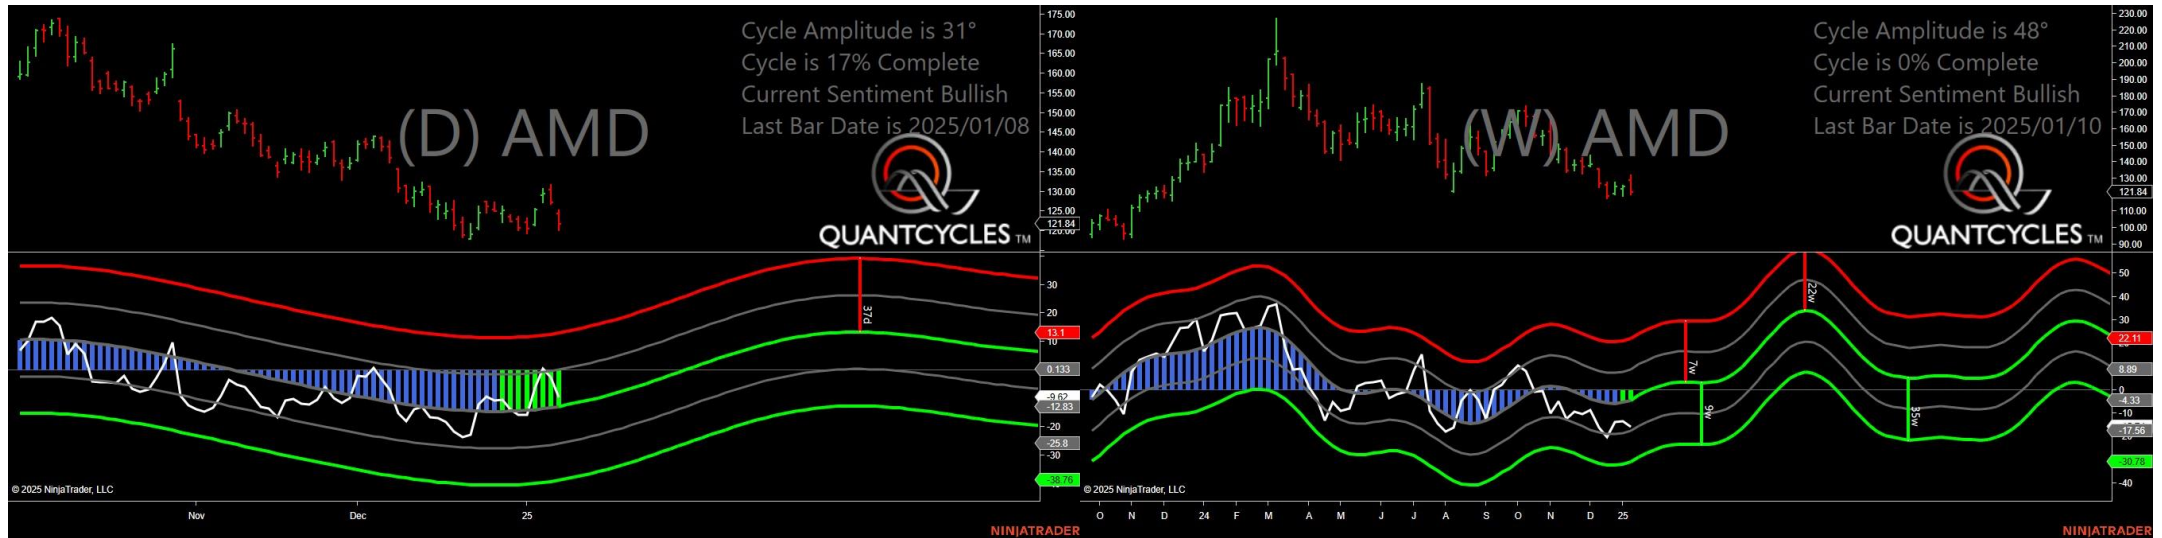 Cycle Amplitude is 31°
Cycle is 17% Complete
Current Sentiment Bullish
Last Bar Date is 2025/01/08
(D) AMD
QUANTCYCLES TM
175.00
170.00
165.00
160.00
155.00
150.00
145.00
140.00
135.00
130.00
125.00
121.84
120.00
37d
30
20
13.1
10
0.133
-9.62
-12.83
-20
-25.8
-30
-38.76
© 2025 NinjaTrader, LLC
Nov
Dec
25
NINJATRADER
Cycle Amplitude is 48°
Cycle is 0% Complete
Current Sentiment Bullish
Last Bar Date is 2025/01/10
(W) AMD
QUANTCYCLES TM
230.00
220.00
210.00
200.00
190.00
180.00
170.00
160.00
150.00
140.00
130.00
121.84
110.00
100.00
90.00
22w
7w
9w
35w
50
40
30
22.11
8.89
0
-4.33
-10
-17.56
-30.78
-40
© 2025 NinjaTrader, LLC
O N D 24 F M A M J J A S O N D 25
NINJATRADER